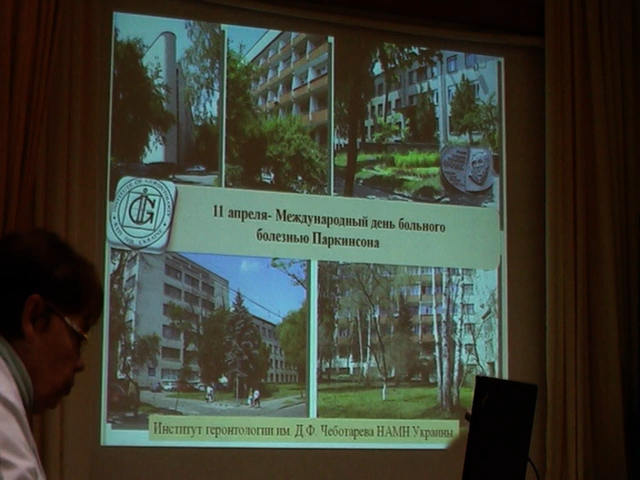 11 апреля- Международный день больного
болезнью Паркинсона
Институт геронтологии им. Д.Ф. Чеботарева НАМН Украины